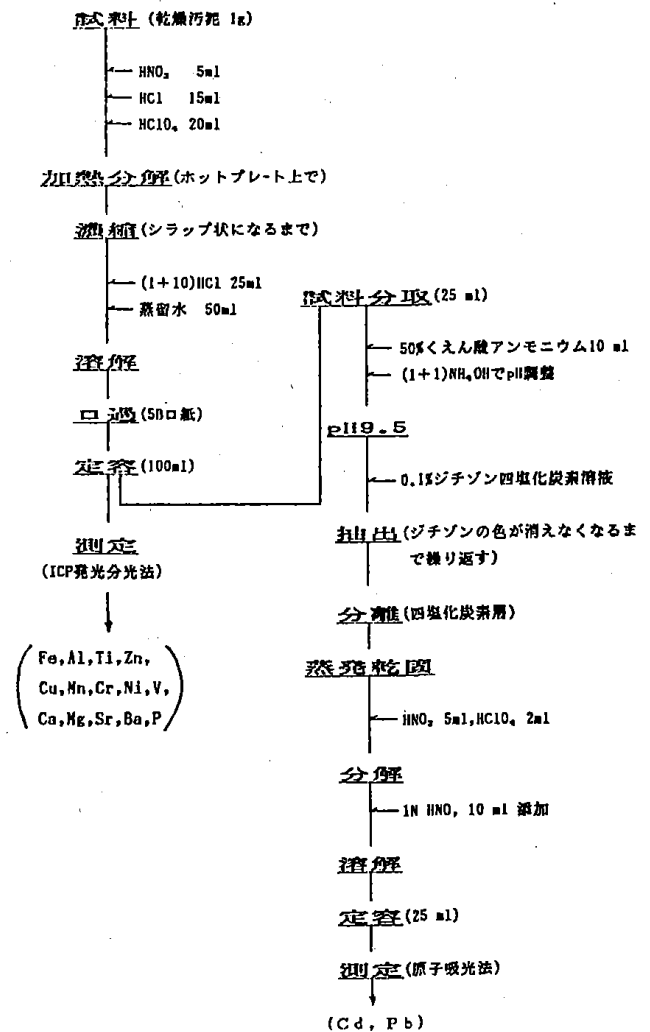 試料(乾燥汚泥 1g)
HNO₃ 5ml
HCl 15ml
HClO₄ 20ml
加熱分解(ホットプレート上で)
濃縮(シラップ状になるまで)
(1+10)HCl 25ml
蒸留水 50ml
溶解
ロ過(5Bロ紙)
定容(100ml)
測定
(ICP発光分光法)
Fe,Al,Ti,Zn,
Cu,Mn,Cr,Ni,V,
Ca,Mg,Sr,Ba,P
試料分取(25 ml)
50%くえん酸アンモニウム10 ml
(1+1)NH₄OHでpH調整
pH9.5
0.1%ジチゾン四塩化炭素溶液
抽出(ジチゾンの色が消えなくなるま
で繰り返す)
分離(四塩化炭素層)
蒸発乾固
HNO₃ 5ml,HClO₄ 2ml
分解
1N HNO₃ 10 ml 添加
溶解
定容(25 ml)
測定(原子吸光法)
(Cd, Pb)